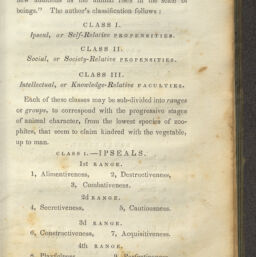 new additions as the animal rises in the scale of
beings." The author's classification follows:
CLASS I.
Ipseal, or Self-Relative PROPENSITIES.
CLASS II.
Social, or Society-Relative PROPENSITIES.
CLASS III.
Intellectual, or Knowledge-Relative FACULTIES.
Each of these classes may be sub-divided into ranges
or groups, to correspond with the progressive stages
of animal character, from the lowest species of zoo-
phites, that seem to claim kindred with the vegetable,
up to man.
CLASS I.—IPSEALS.
1st RANGE.
1, Alimentiveness, 2, Destructiveness,
3, Combativeness.
2d RANGE.
4, Secretiveness, 5, Cautiousness.
3d RANGE.
6, Constructiveness, 7, Acquisitiveness.
4th RANGE.